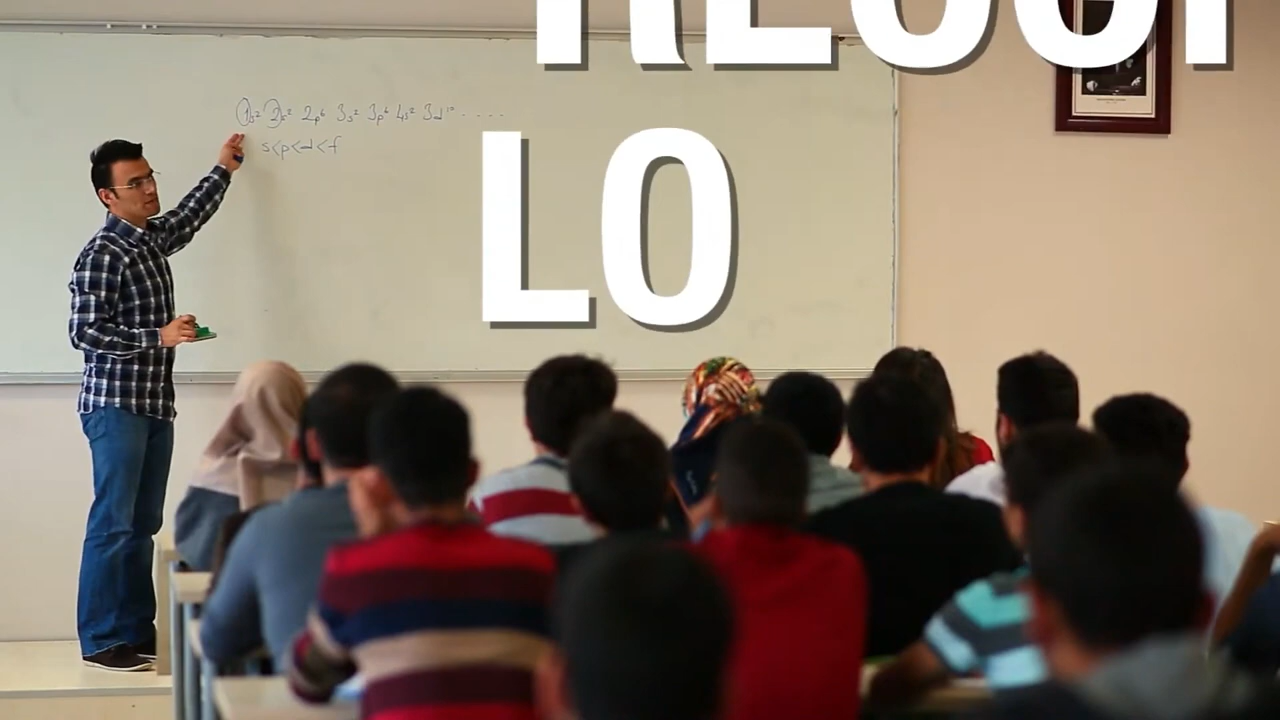 LO
1s² 2s² 2p⁶ 3s² 3p⁶ 4s² 3d¹⁰ ....
s<p<d<f